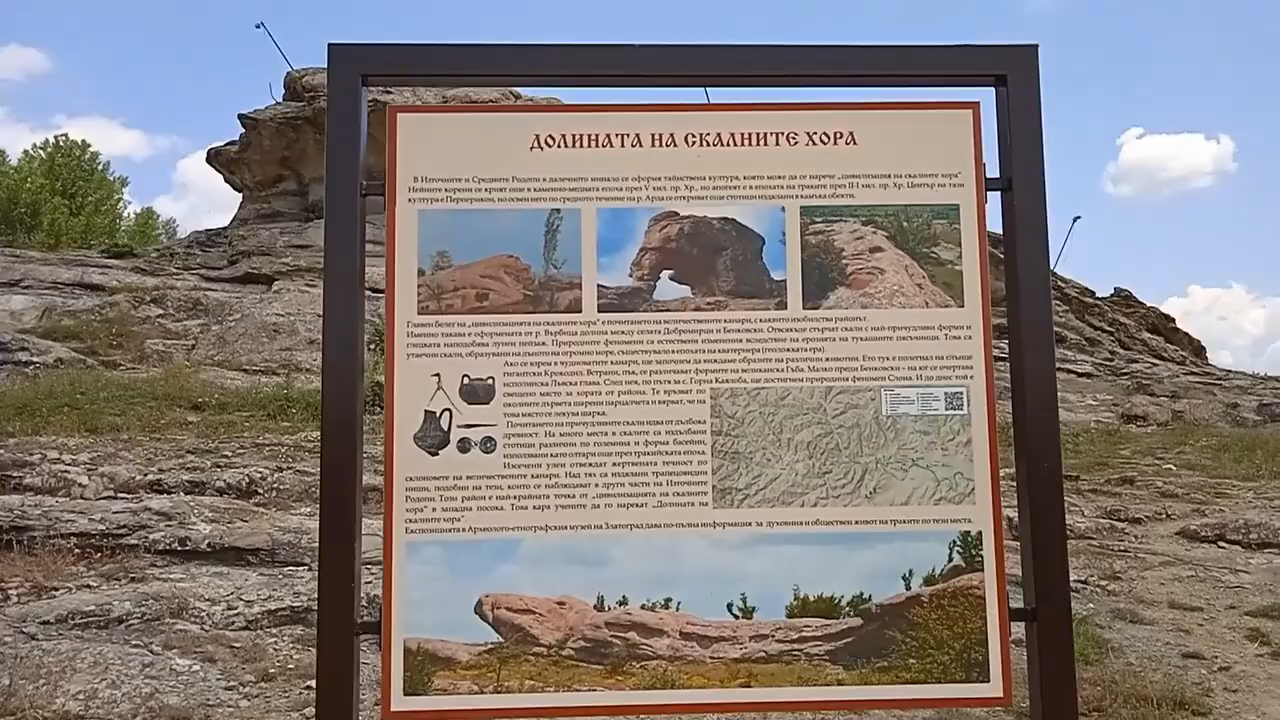 ДОЛИНАТА НА СКАЛНИТЕ ХОРА
В Източните и Средните Родопи в далечното минало се оформя тайнствена култура, която може да се нарече „цивилизация на скалните хора“.
Нейните корени се крият още в каменно-медната епоха през V хил. пр. Хр., но апогеят е в епохата на траките през II-I хил. пр. Хр. Център на тази
култура е Перперикон, но освен него по средното течение на р. Арда се откриват още стотици издялани в камъка обекти.
Главен белег на „цивилизацията на скалните хора“ е почитането на величествените канари, с каквито изобилства районът.
Именно такава е оформената от р. Върбица долина между селата Добромирци и Бенковски. Отвсякъде стърчат скали с най-причудливи форми и
гледката наподобява лунен пейзаж. Природните феномени са естествени изменения вследствие на ерозията на тукашните пясъчници. Това са
утаечни скали, образувани на дъното на огромно море, съществувало в епохата на кватернера (геоложката ера).
Ако се взрем в чудноватите канари, ще започнем да виждаме образите на различни животни. Ето тук е полегнал на слънце
гигантски Крокодил. Встрани, пък, се различават формите на великанска Гъба. Малко преди Бенковски – на юг се очертава
исполинска Лъвска глава. След нея, по пътя за с. Горна Каялоба, ще достигнем природния феномен Слона. И до днес той е
свещено място за хората от района. Те връзват по
околните дървета шарени парцалчета и вярват, че на
това място се лекува шарка.
Почитането на причудливите скали идва от дълбока
древност. На много места в скалите са издълбани
стотици различни по големина и форма басейни,
използвани като олтари още през тракийската епоха.
Изсечени улеи отвеждат жертвената течност по
склоновете на величествените канари. Над тях са издялани трапецовидни
ниши, подобни на тези, които се наблюдават в други части на Източните
Родопи. Този район е най-крайната точка от „цивилизацията на скалните
хора“ в западна посока. Това кара учените да го нарекат „Долината на
скалните хора“.
Експозицията в Археолого-етнографския музей на Златоград дава по-пълна информация за духовния и обществен живот на траките по тези места.